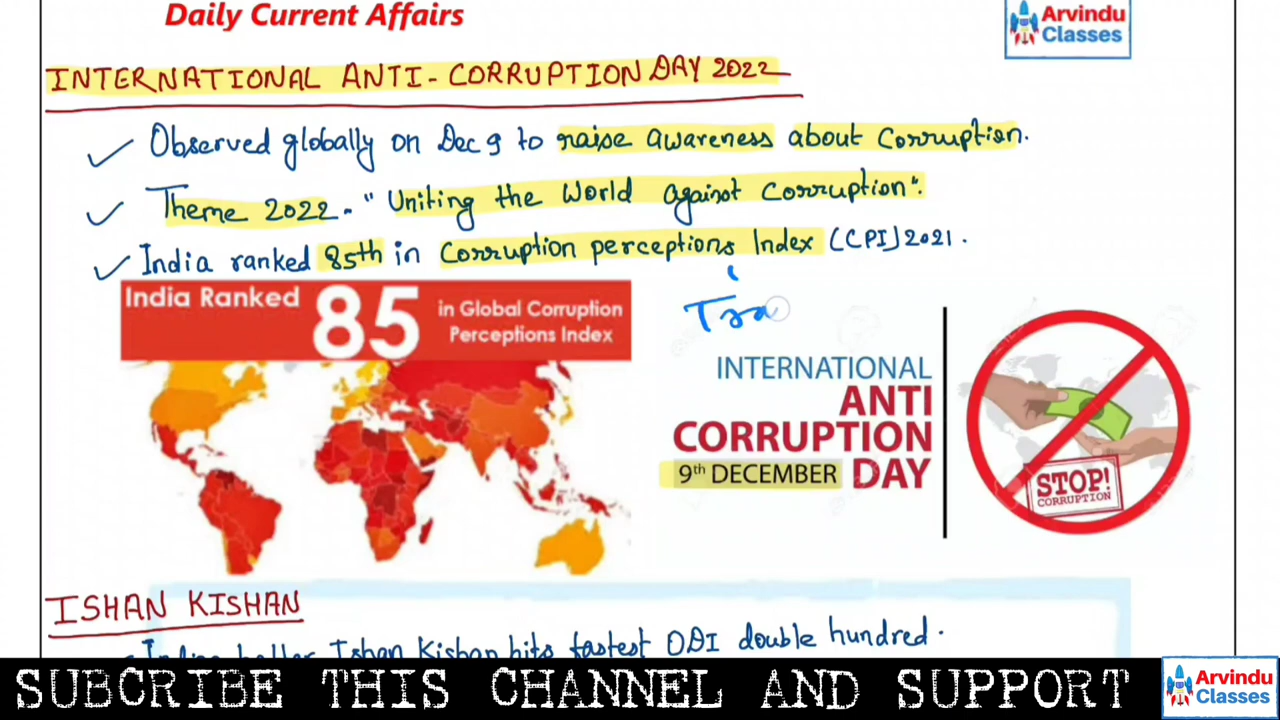 Daily Current Affairs
Arvindu
Classes
INTERNATIONAL ANTI-CORRUPTION DAY 2022
Observed globally on Dec 9 to raise awareness about Corruption.
Theme 2022 - "Uniting the World against Corruption".
India ranked 85th in Corruption perceptions Index (CPI) 2021.
India Ranked 85 in Global Corruption
Perceptions Index
Tra
INTERNATIONAL
ANTI
CORRUPTION
9th DECEMBER DAY
STOP!
CORRUPTION
ISHAN KISHAN
Ishan Kishan hits fastest ODI double hundred.
SUBCRIBE THIS CHANNEL AND SUPPORT
Arvindu
Classes